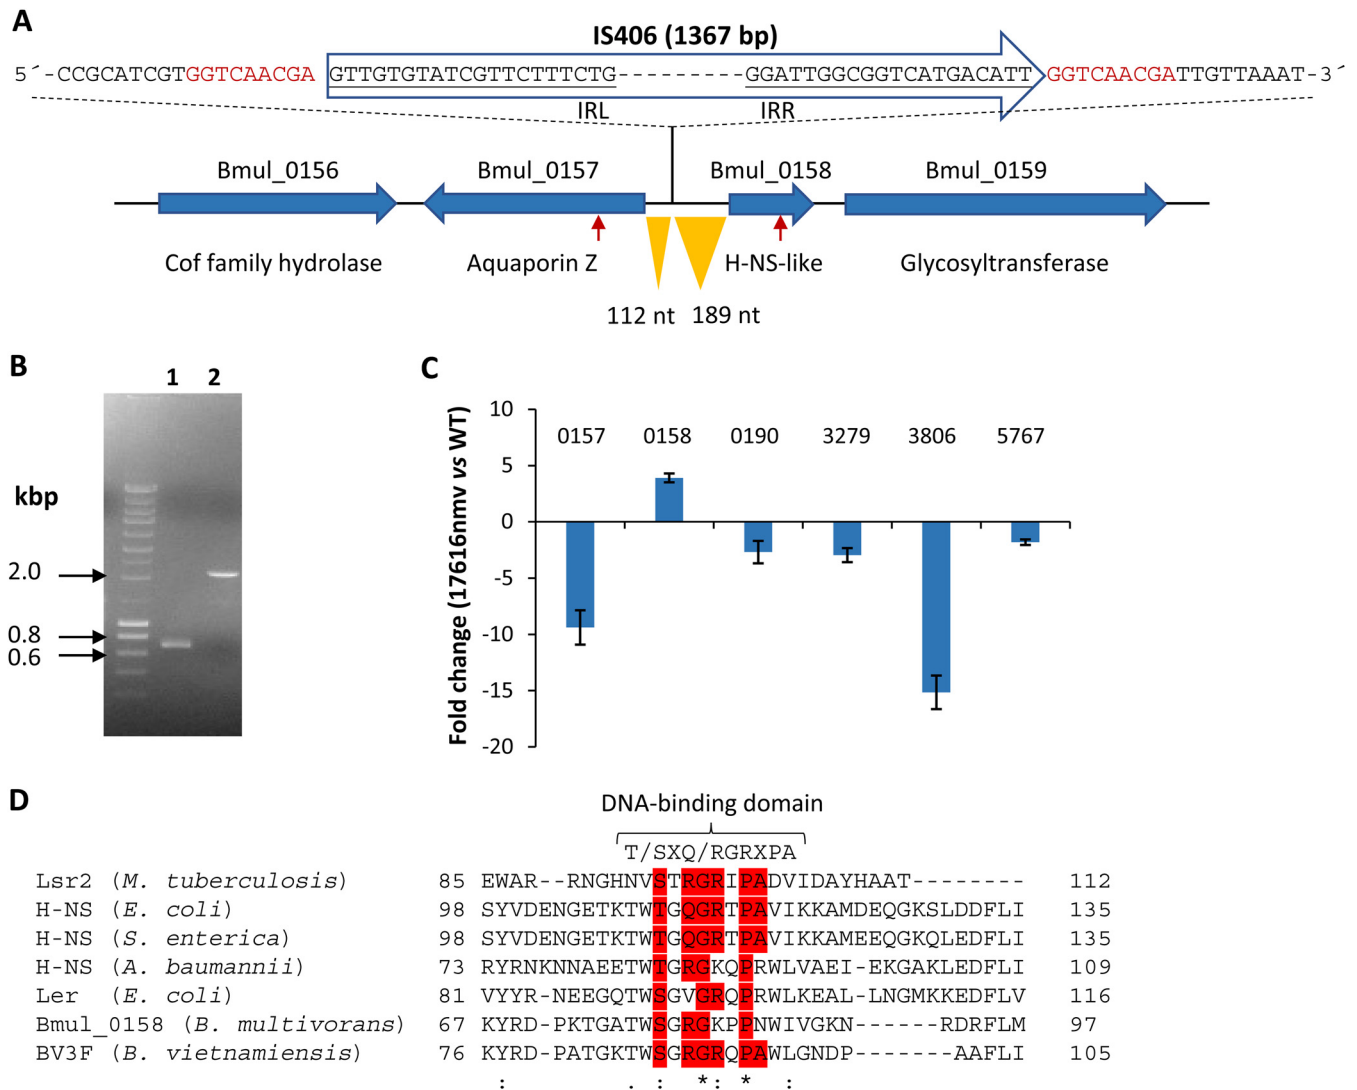 A
IS406 (1367 bp)
5´-CCGCATCGTGGTCAACGA GTTGTGTATCGTTCTTTCTG---------GGATTGGCGGTCATGACATT GGTCAACGATTGTTAAAT-3´
IRL IRR
Bmul_0156 Bmul_0157 Bmul_0158 Bmul_0159
Cof family hydrolase Aquaporin Z H-NS-like Glycosyltransferase
112 nt 189 nt
B
1 2
kbp
2.0
0.8
0.6
C
Fold change (17616nmv vs WT)
10
5
0
-5
-10
-15
-20
0157 0158 0190 3279 3806 5767
D
DNA-binding domain
T/SXQ/RGRXPA
Lsr2 (M. tuberculosis) 85 EWAR--RNGHNVSTRGRIPADVIDAYHAAT-------- 112
H-NS (E. coli) 98 SYVDENGETKTWTGQGRTPAVIKKAMDEQGKSLDDFLI 135
H-NS (S. enterica) 98 SYVDENGETKTWTGQGRTPAVIKKAMEEQGKQLEDFLI 135
H-NS (A. baumannii) 73 RYRNKNNAEETWTGRGKQPRWLVAEI-EKGAKLEDFLI 109
Ler (E. coli) 81 VYYR-NEEGQTWSGVGRQPRWLKEAL-LNGMKKEDFLV 116
Bmul_0158 (B. multivorans) 67 KYRD-PKTGATWSGRGKPPNWIVGKN------RDRFLM 97
BV3F (B. vietnamiensis) 76 KYRD-PATGKTWSGRGRQPAWLGNDP-------AAFLI 105
: . : *: * :